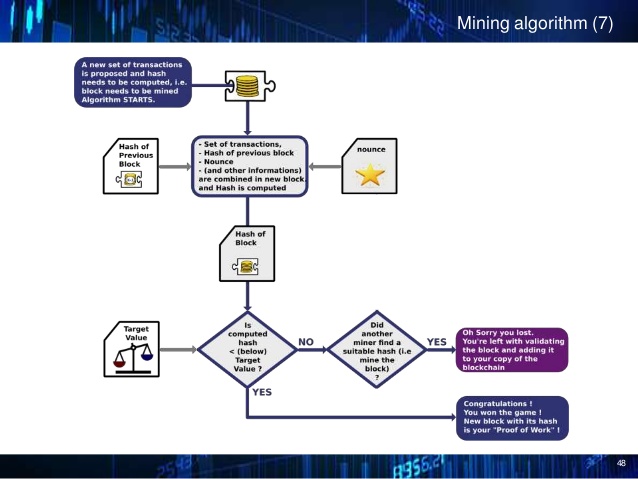 Mining algorithm (7)
A new set of transactions
is proposed and hash
needs to be computed, i.e.
block needs to be mined
Algorithm STARTS.
Hash of
Previous
Block
- Set of transactions,
- Hash of previous block
- Nounce
- (and other informations)
are combined in new block
and Hash is computed
nounce
Hash of
Block
Target
Value
Is
computed
hash
< (below)
Target
Value ?
NO
Did
another
miner find a
suitable hash (i.e
mine the
block)
?
YES
Oh Sorry you lost.
You're left with validating
the block and adding it
to your copy of the
blockchain
YES
Congratulations !
You won the game !
New block with its hash
is your "Proof of Work" !
48